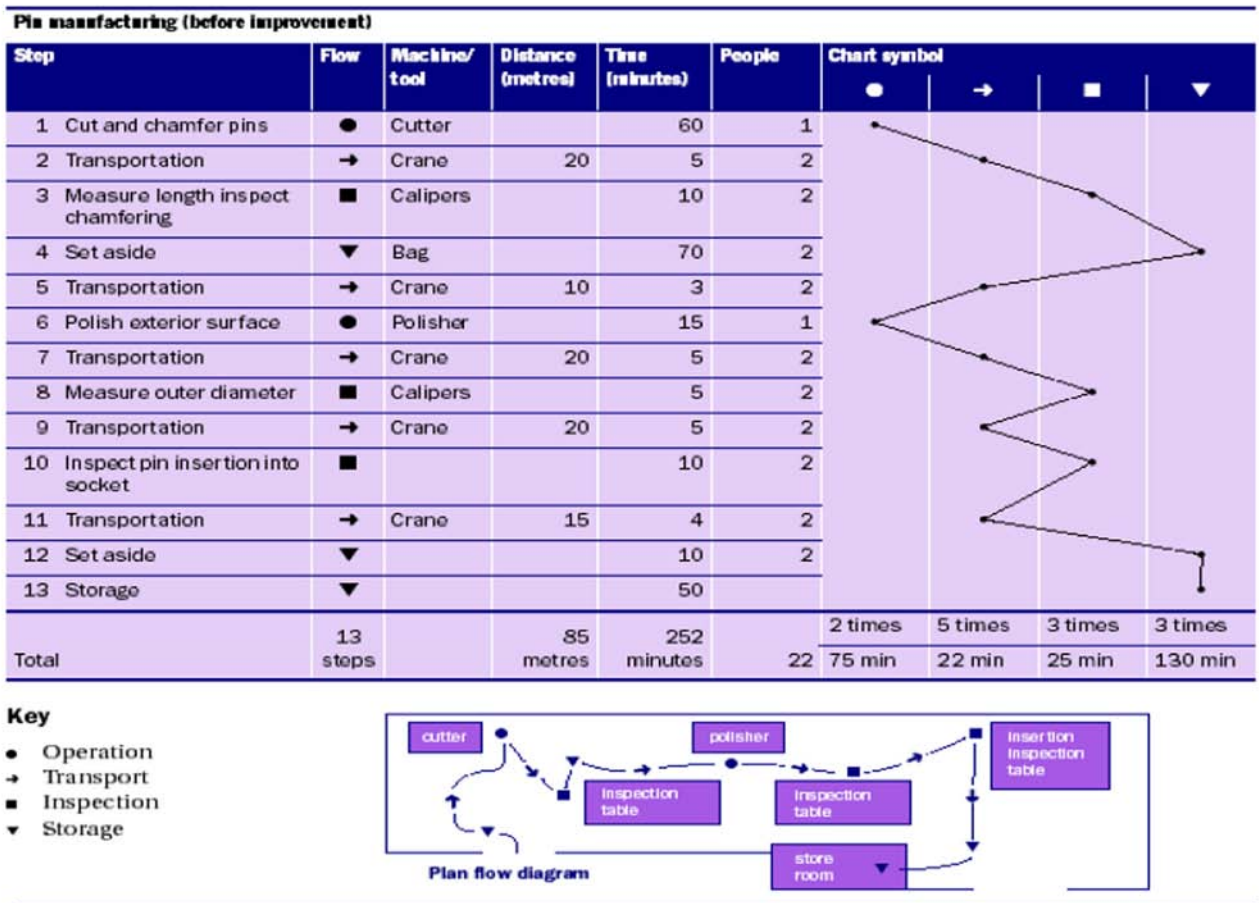 Pin manufacturing (before improvement)
Step Flow Machine/ Distance Time People Chart symbol
tool (metres) (minutes)
● → ■ ▼
1 Cut and chamfer pins ● Cutter 60 1
2 Transportation → Crane 20 5 2
3 Measure length inspect ■ Calipers 10 2
chamfering
4 Set aside ▼ Bag 70 2
5 Transportation → Crane 10 3 2
6 Polish exterior surface ● Polisher 15 1
7 Transportation → Crane 20 5 2
8 Measure outer diameter ■ Calipers 5 2
9 Transportation → Crane 20 5 2
10 Inspect pin insertion into ■ 10 2
socket
11 Transportation → Crane 15 4 2
12 Set aside ▼ 10 2
13 Storage ▼ 50
13 85 252 2 times 5 times 3 times 3 times
Total steps metres minutes 22 75 min 22 min 25 min 130 min
Key
● Operation
→ Transport
■ Inspection
▼ Storage
cutter
polisher
insertion
inspection
table
inspection
table
inspection
table
store
room
Plan flow diagram